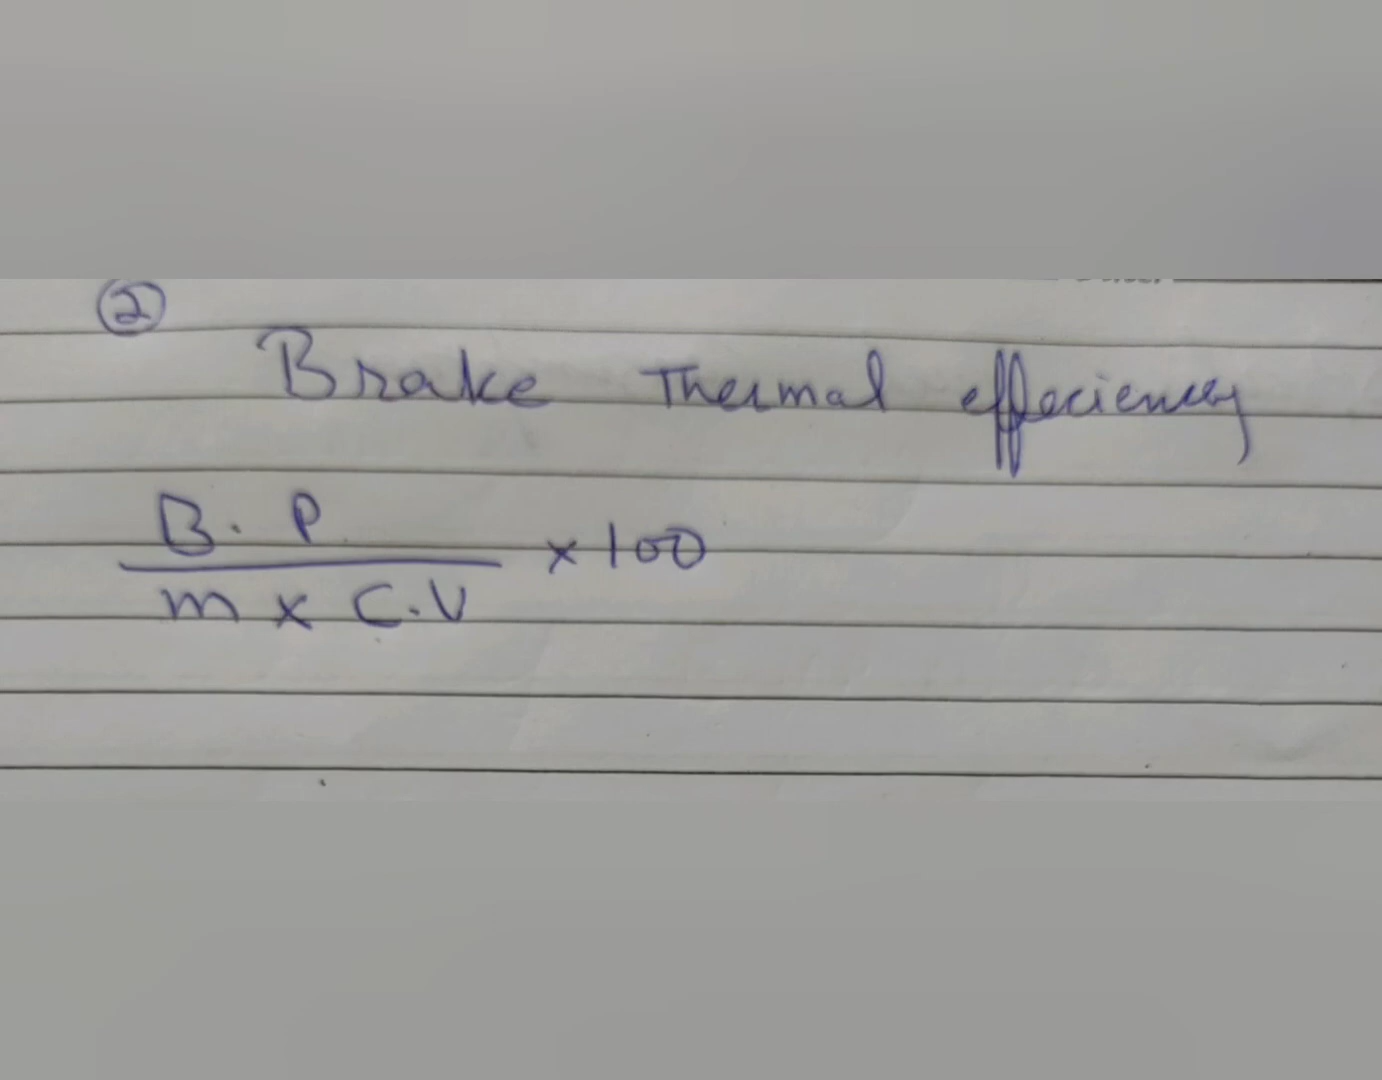 ②
Brake Thermal effeciency
B. P
m x C.V
x 100